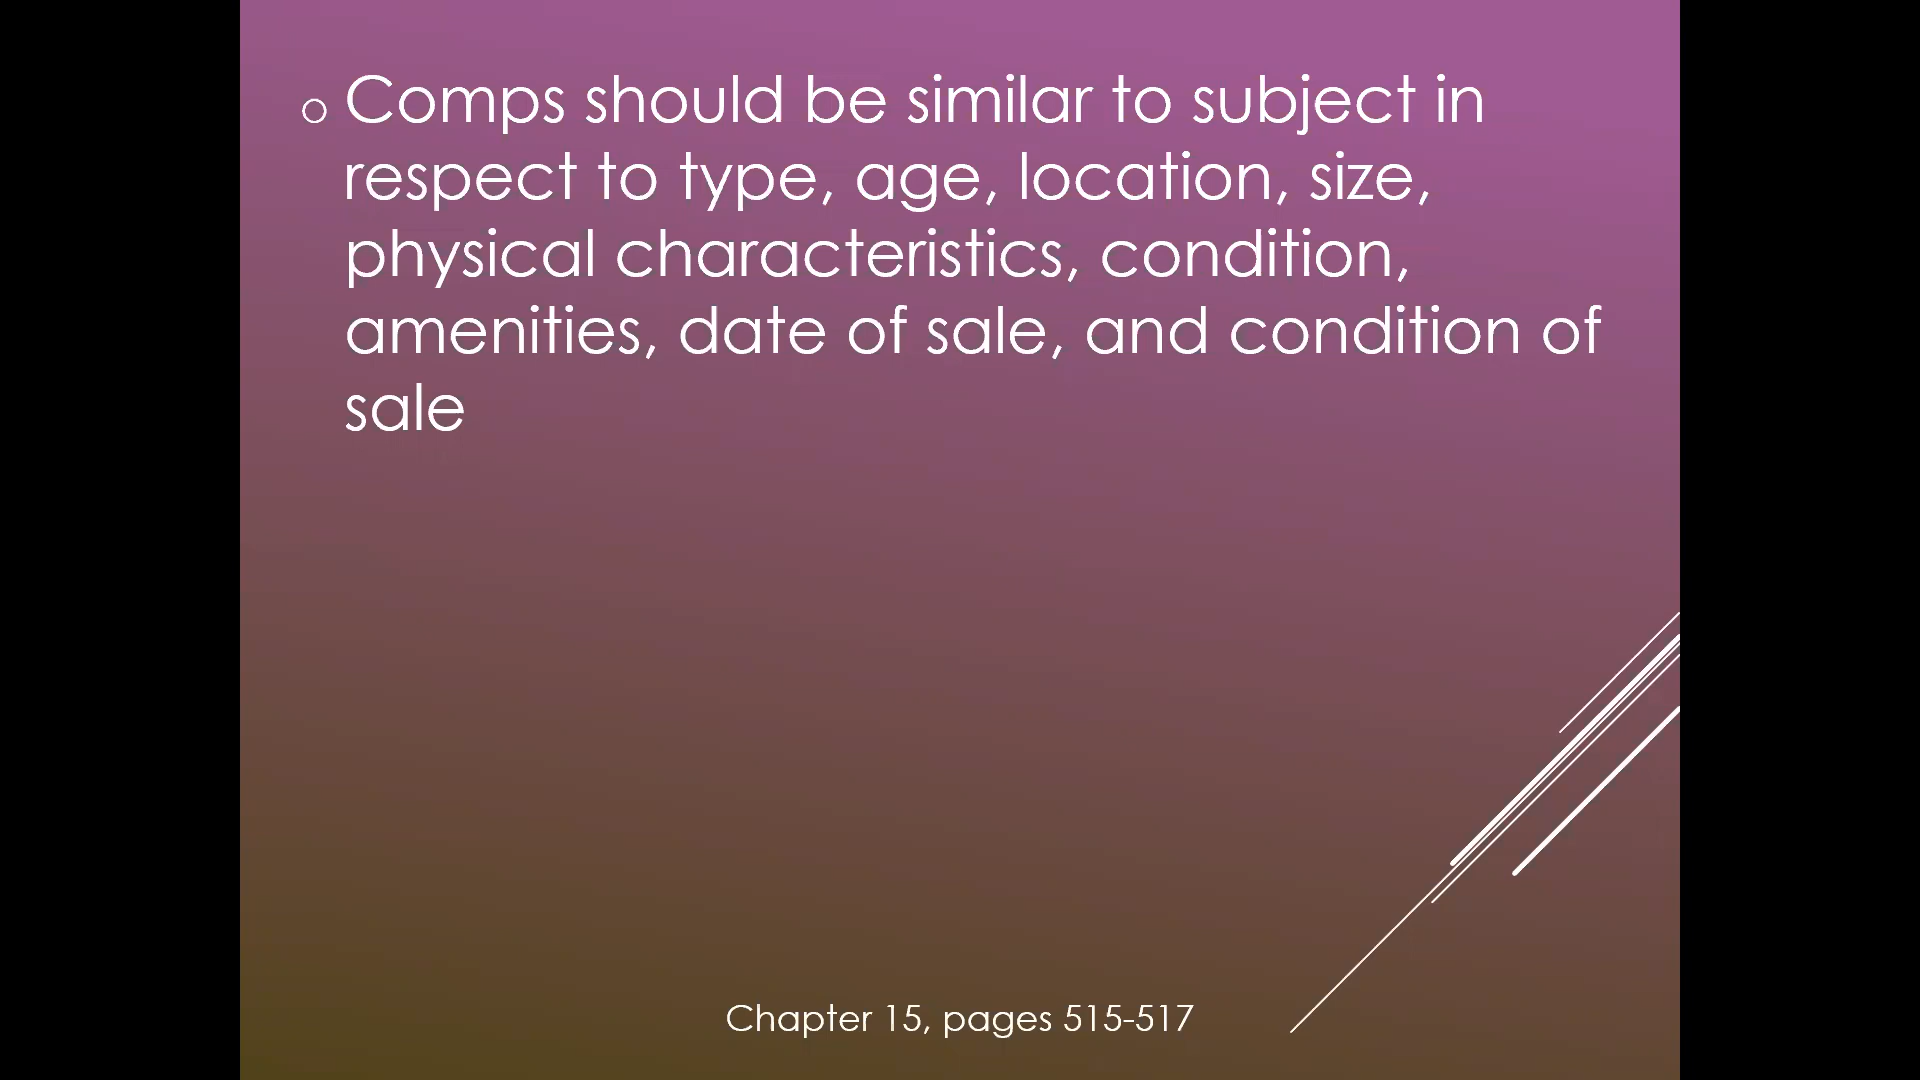 Comps should be similar to subject in
respect to type, age, location, size,
physical characteristics, condition,
amenities, date of sale, and condition of
sale
Chapter 15, pages 515-517